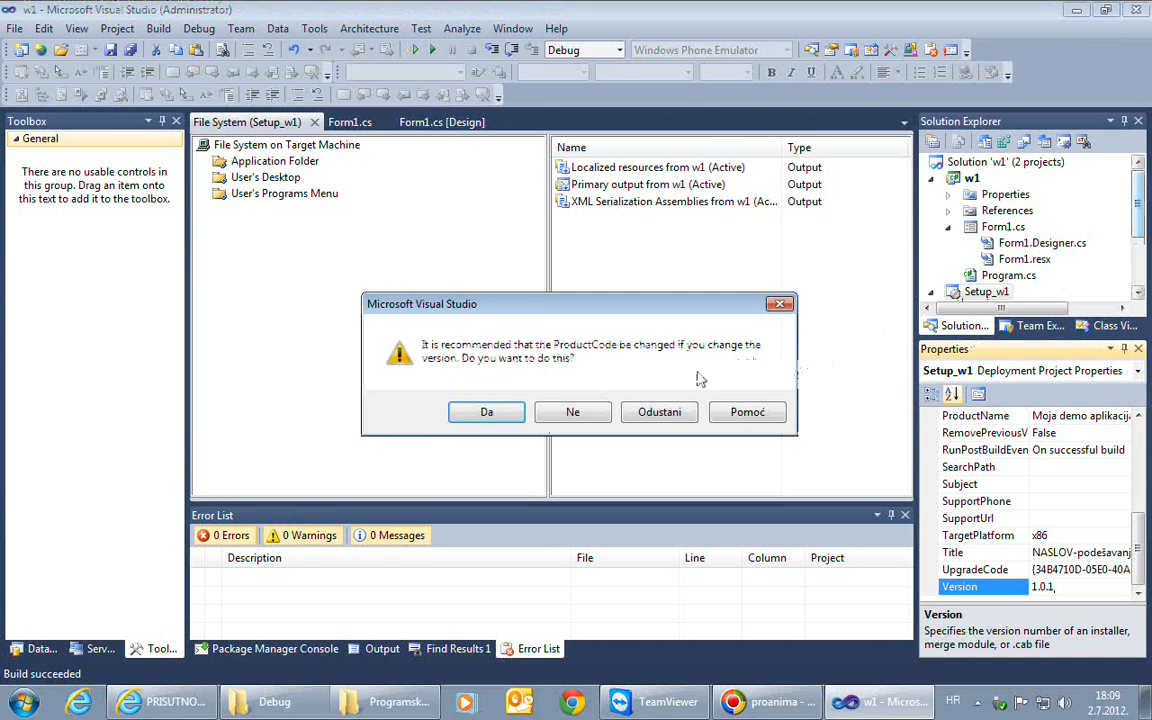 w1 - Microsoft Visual Studio (Administrator)
File Edit View Project Build Debug Team Data Tools Architecture Test Analyze Window Help
Debug Windows Phone Emulator
Toolbox
General
There are no usable controls in
this group. Drag an item onto
this text to add it to the toolbox.
File System (Setup_w1) Form1.cs Form1.cs [Design]
File System on Target Machine
Application Folder
User's Desktop
User's Programs Menu
Name Type
Localized resources from w1 (Active) Output
Primary output from w1 (Active) Output
XML Serialization Assemblies from w1 (Ac... Output
Microsoft Visual Studio
It is recommended that the ProductCode be changed if you change the
version. Do you want to do this?
Da Ne Odustani Pomoć
Error List
0 Errors 0 Warnings 0 Messages
Description File Line Column Project
Solution Explorer
Solution 'w1' (2 projects)
w1
Properties
References
Form1.cs
Form1.Designer.cs
Form1.resx
Program.cs
Setup_w1
Solution... Team Ex... Class Vi...
Properties
Setup_w1 Deployment Project Properties
ProductName Moja demo aplikacija
RemovePreviousV False
RunPostBuildEven On successful build
SearchPath
Subject
SupportPhone
SupportUrl
TargetPlatform x86
Title NASLOV-podešavanj
UpgradeCode {34B4710D-05E0-40A
Version 1.0.1,
Version
Specifies the version number of an installer,
merge module, or .cab file
Data... Serv... Tool... Package Manager Console Output Find Results 1 Error List
Build succeeded
PRISUTNO... Debug Programsk... TeamViewer proanima - ... w1 - Micros... HR 18:09
2.7.2012.